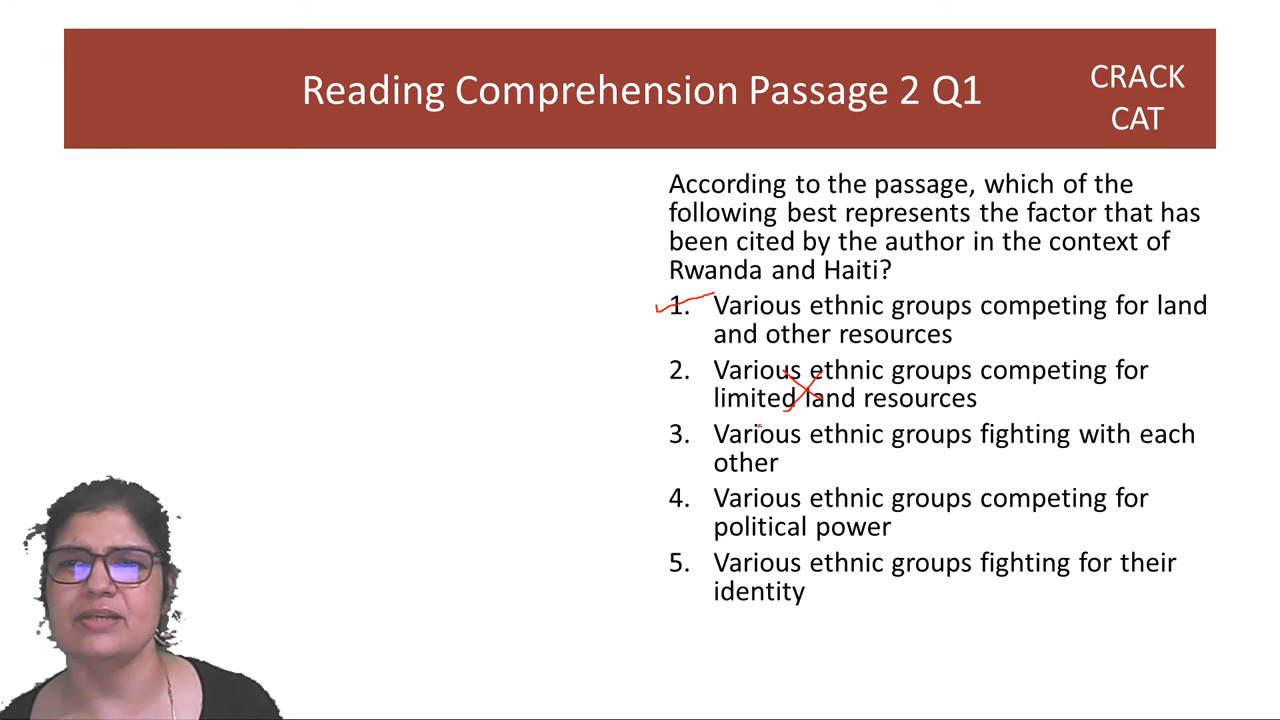 Reading Comprehension Passage 2 Q1
CRACK
CAT
According to the passage, which of the
following best represents the factor that has
been cited by the author in the context of
Rwanda and Haiti?
1. Various ethnic groups competing for land
and other resources
2. Various ethnic groups competing for
limited land resources
3. Various ethnic groups fighting with each
other
4. Various ethnic groups competing for
political power
5. Various ethnic groups fighting for their
identity